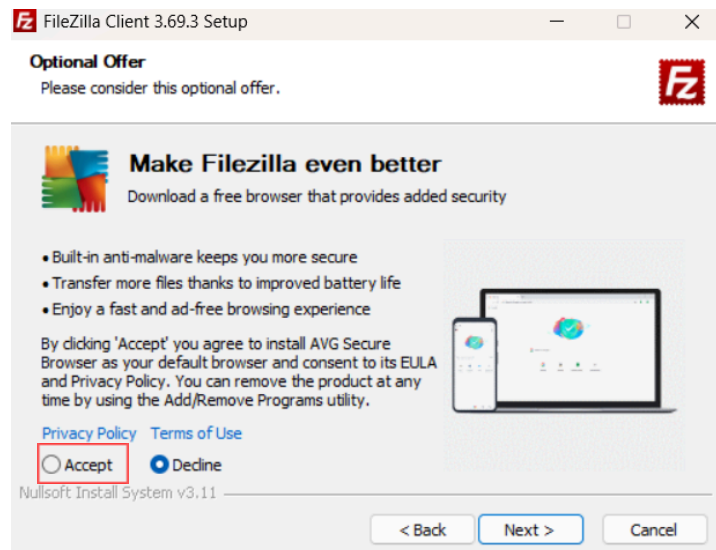 FileZilla Client 3.69.3 Setup
Optional Offer
Please consider this optional offer.
Fz
Make Filezilla even better
Download a free browser that provides added security
• Built-in anti-malware keeps you more secure
• Transfer more files thanks to improved battery life
• Enjoy a fast and ad-free browsing experience
By clicking 'Accept' you agree to install AVG Secure
Browser as your default browser and consent to its EULA
and Privacy Policy. You can remove the product at any
time by using the Add/Remove Programs utility.
Privacy Policy Terms of Use
Accept Decline
Nullsoft Install System v3.11
< Back Next > Cancel